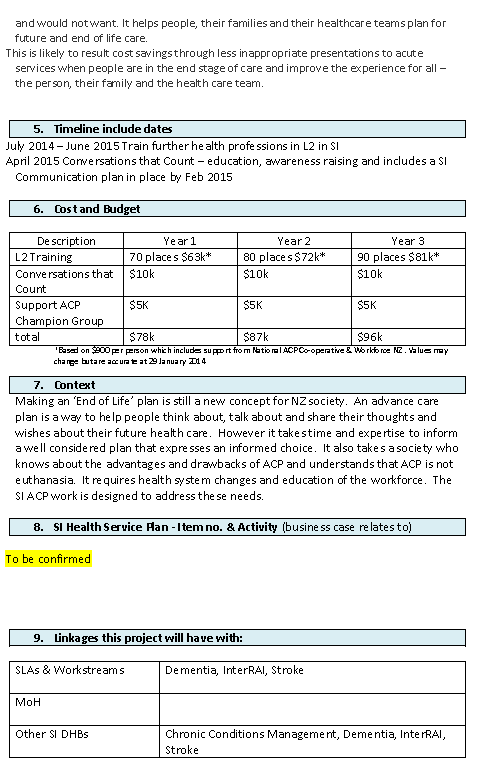 and would not want. It helps people, their families and their healthcare teams plan for
future and end of life care.
This is likely to result cost savings through less inappropriate presentations to acute
services when people are in the end stage of care and improve the experience for all –
the person, their family and the health care team.
5. Timeline include dates
July 2014 – June 2015 Train further health professions in L2 in SI
April 2015 Conversations that Count – education, awareness raising and includes a SI
Communication plan in place by Feb 2015
6. Cost and Budget
Description Year 1 Year 2 Year 3
L2 Training 70 places $63k* 80 places $72k* 90 places $81k*
Conversations that $10k $10k $10k
Count
Support ACP $5K $5K $5K
Champion Group
total $78k $87k $96k
*Based on $900 per person which includes support from National ACP Co-operative & Workforce NZ. Values may
change but are accurate at 29 January 2014
7. Context
Making an 'End of Life' plan is still a new concept for NZ society. An advance care
plan is a way to help people think about, talk about and share their thoughts and
wishes about their future health care. However it takes time and expertise to inform
a well considered plan that expresses an informed choice. It also takes a society who
knows about the advantages and drawbacks of ACP and understands that ACP is not
euthanasia. It requires health system changes and education of the workforce. The
SI ACP work is designed to address these needs.
8. SI Health Service Plan - Item no. & Activity (business case relates to)
To be confirmed
9. Linkages this project will have with:
SLAs & Workstreams Dementia, InterRAI, Stroke
MoH
Other SI DHBs Chronic Conditions Management, Dementia, InterRAI,
Stroke